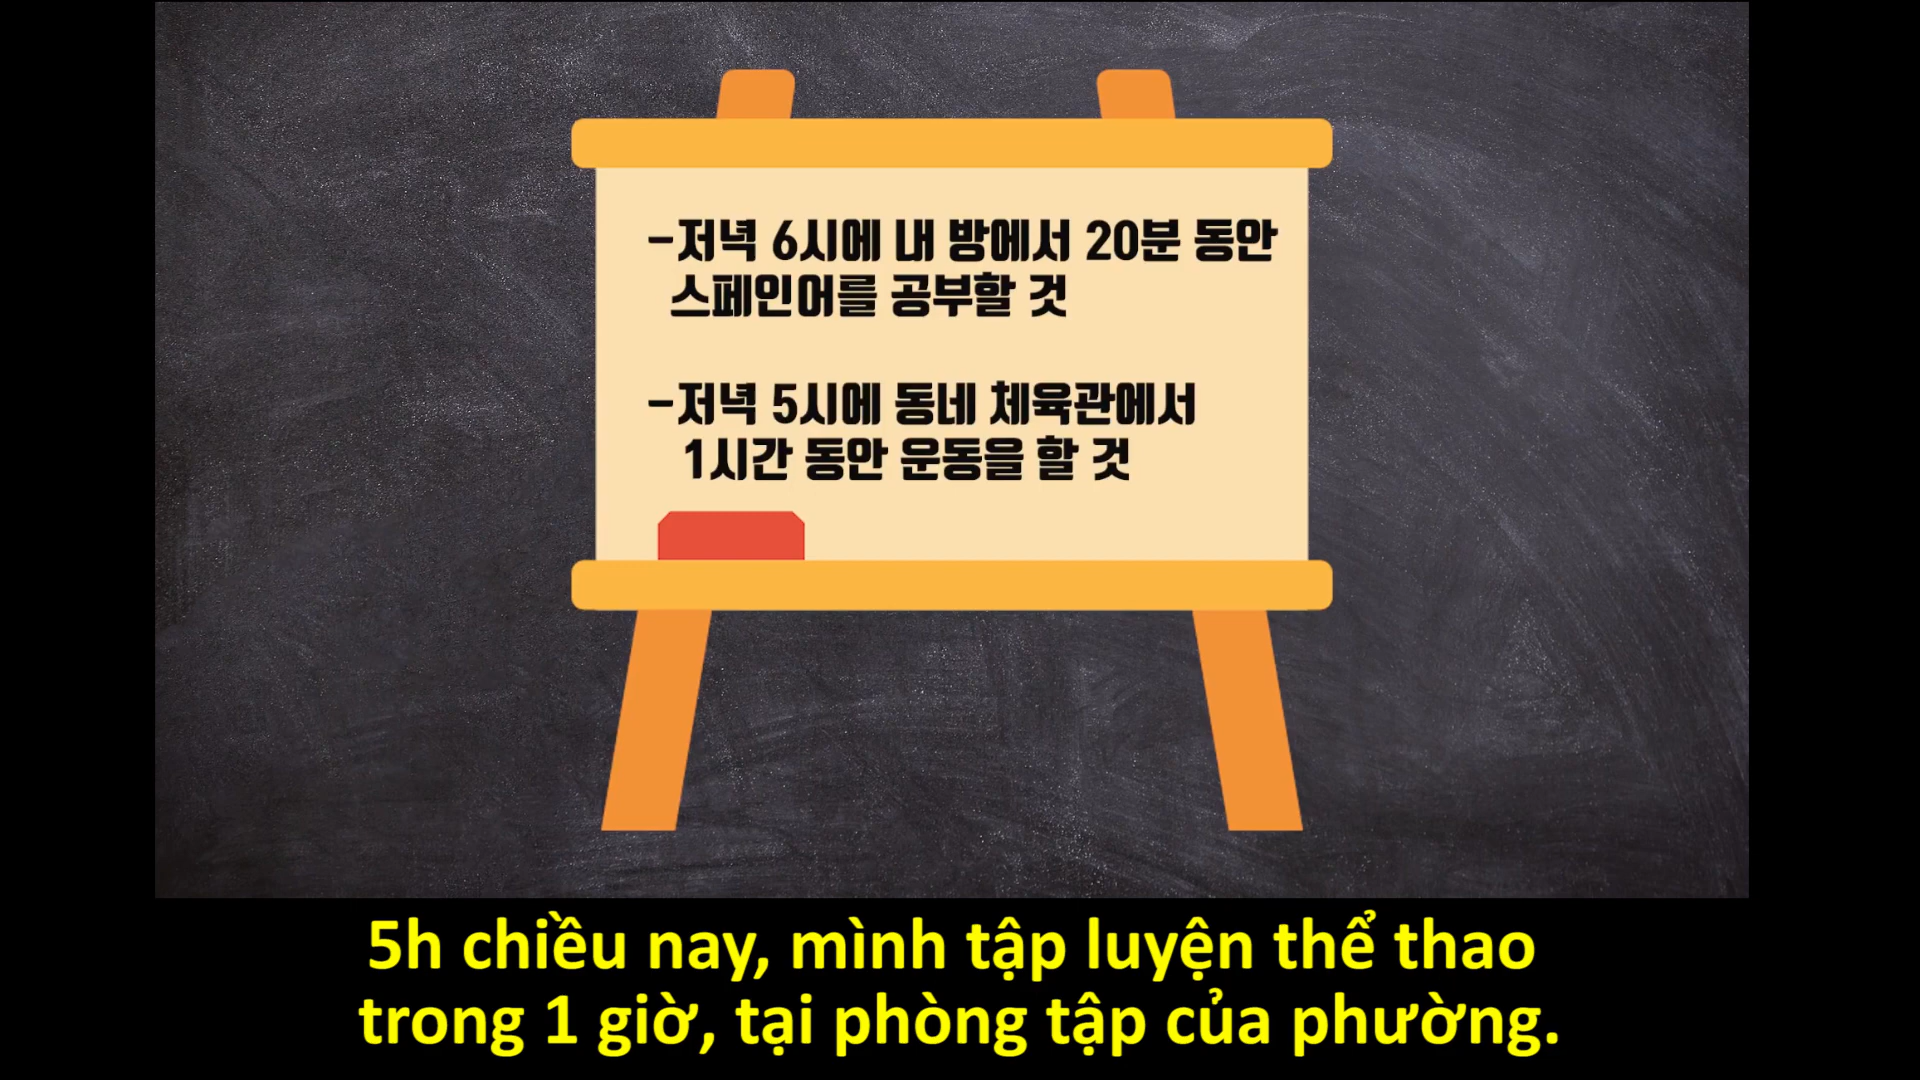 -저녁 6시에 내 방에서 20분 동안
스페인어를 공부할 것
-저녁 5시에 동네 체육관에서
1시간 동안 운동을 할 것
5h chiều nay, mình tập luyện thể thao
trong 1 giờ, tại phòng tập của phường.